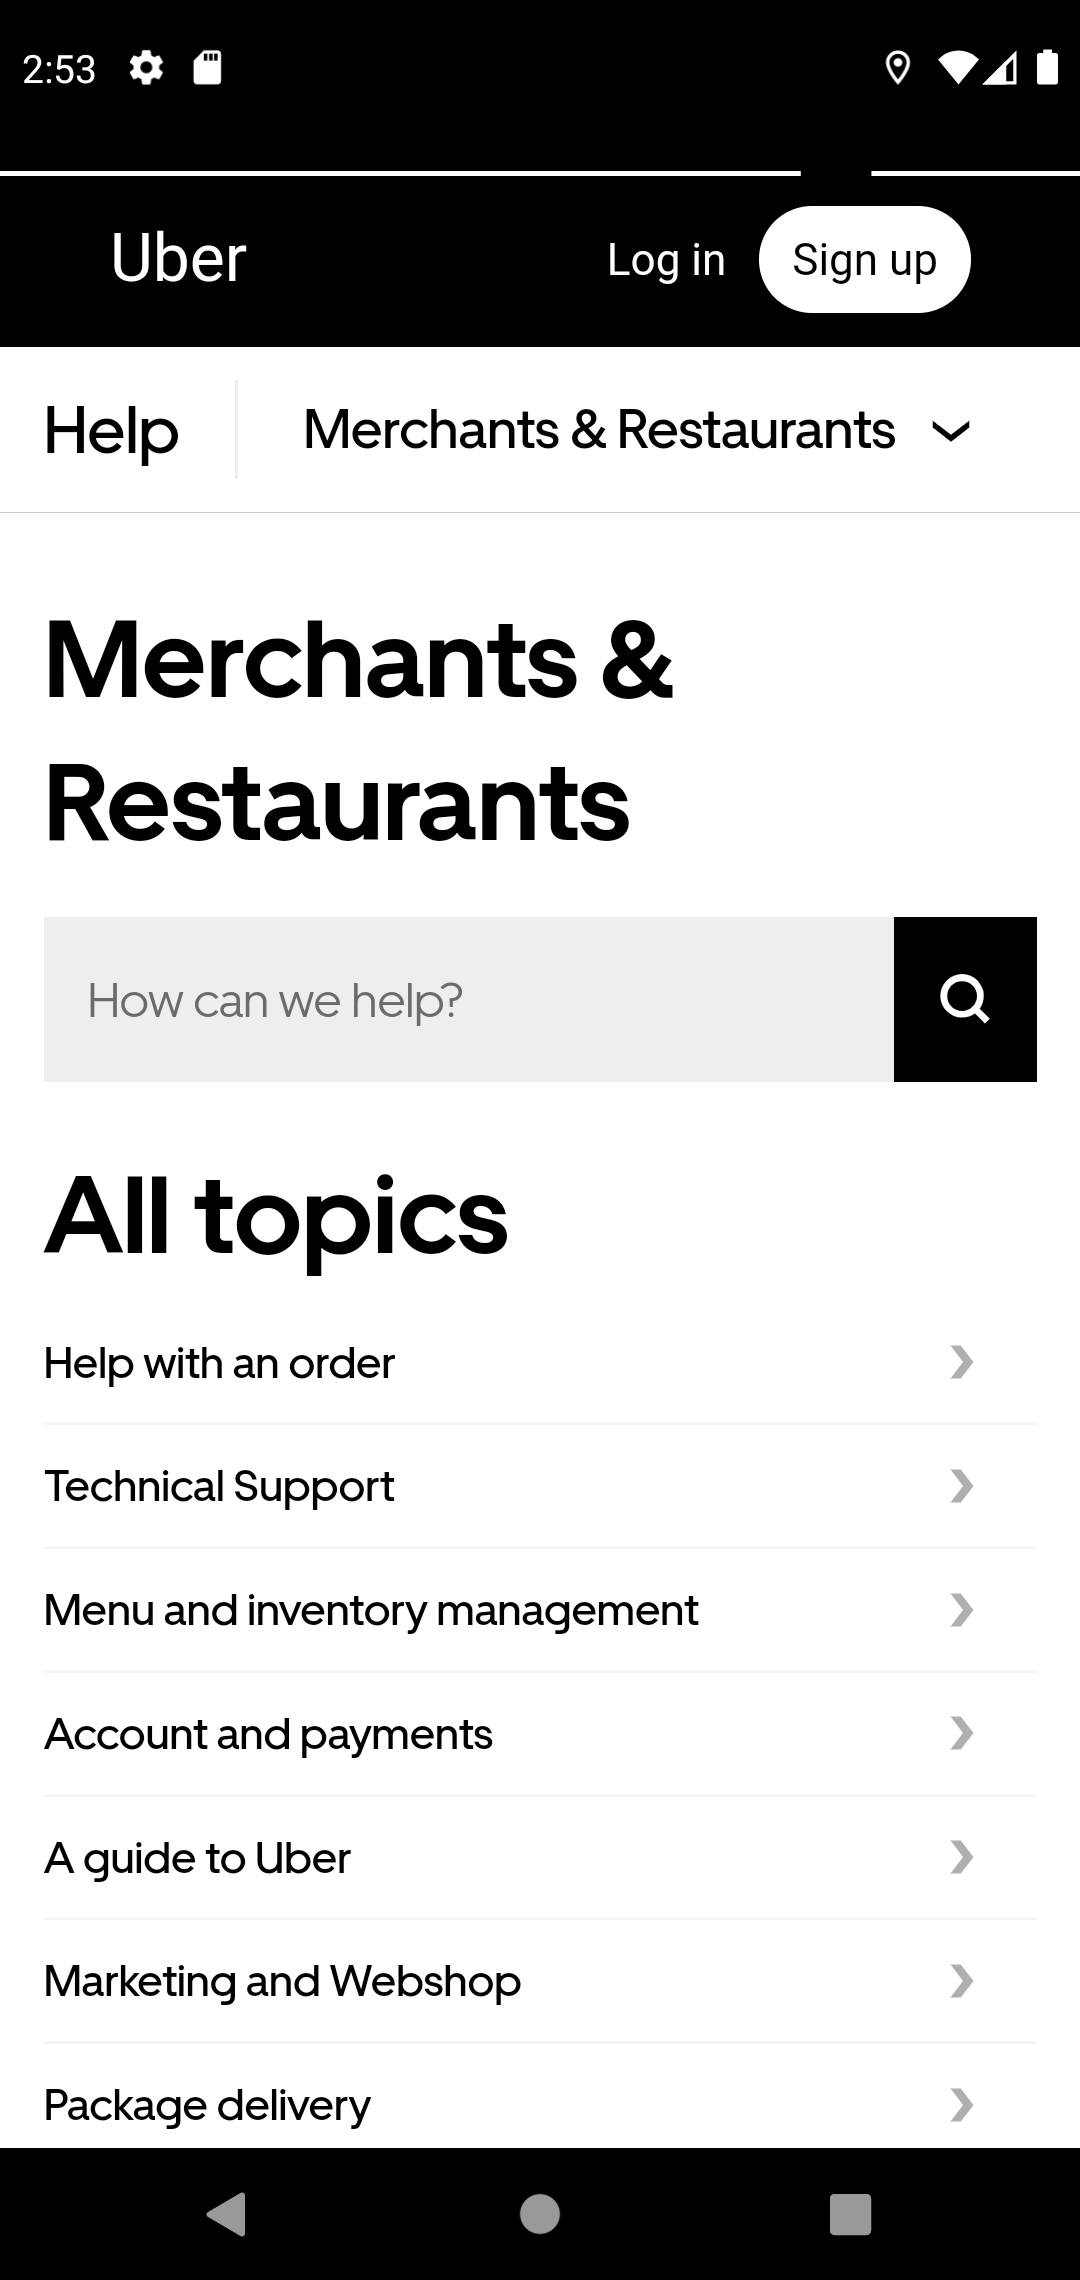 2:53
Uber
Log in
Sign up
Help
Merchants & Restaurants
Merchants &
Restaurants
How can we help?
All topics
Help with an order
Technical Support
Menu and inventory management
Account and payments
A guide to Uber
Marketing and Webshop
Package delivery